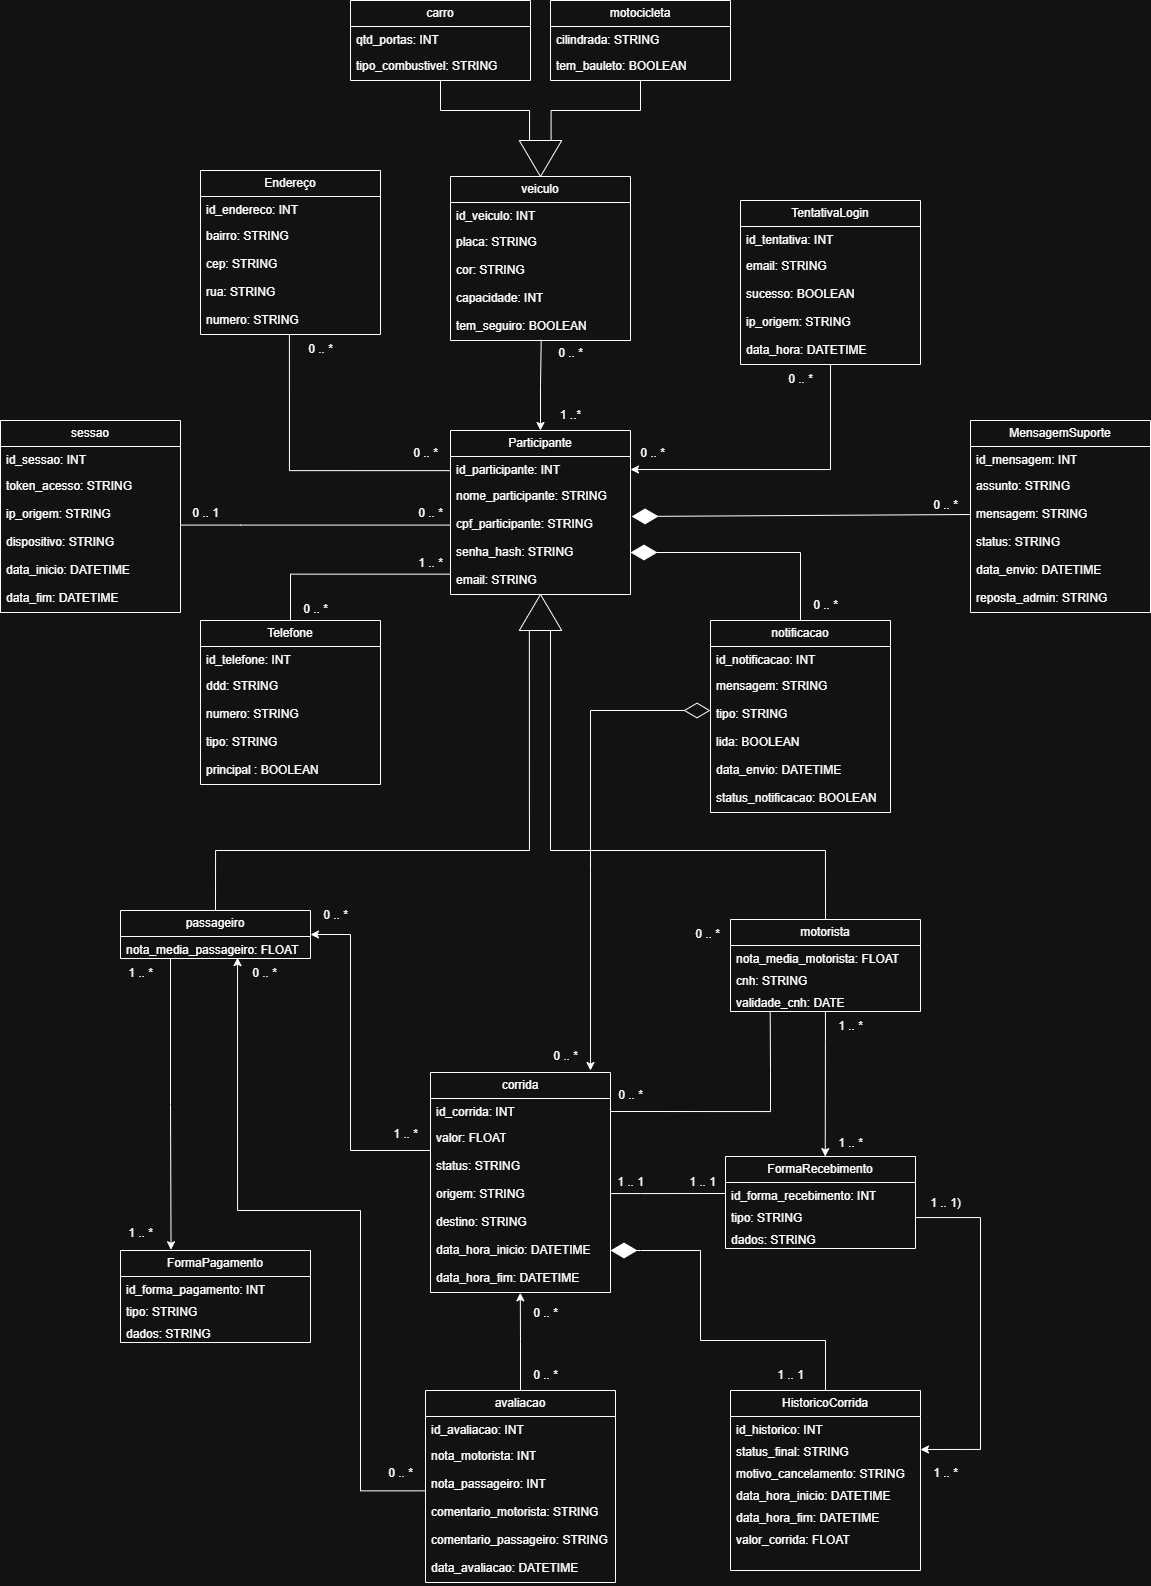 carro
qtd_portas: INT
tipo_combustivel: STRING
motocicleta
cilindrada: STRING
tem_bauleto: BOOLEAN
Endereço
id_endereco: INT
bairro: STRING
cep: STRING
rua: STRING
numero: STRING
0 .. *
veiculo
id_veiculo: INT
placa: STRING
cor: STRING
capacidade: INT
tem_seguiro: BOOLEAN
0 .. *
1 ..*
TentativaLogin
id_tentativa: INT
email: STRING
sucesso: BOOLEAN
ip_origem: STRING
data_hora: DATETIME
0 .. *
sessao
id_sessao: INT
token_acesso: STRING
ip_origem: STRING
dispositivo: STRING
data_inicio: DATETIME
data_fim: DATETIME
0 .. 1
0 .. *
0 .. *
1 .. *
0 .. *
Participante
id_participante: INT
nome_participante: STRING
cpf_participante: STRING
senha_hash: STRING
email: STRING
0 .. *
0 .. *
0 .. *
MensagemSuporte
id_mensagem: INT
assunto: STRING
mensagem: STRING
status: STRING
data_envio: DATETIME
reposta_admin: STRING
Telefone
id_telefone: INT
ddd: STRING
numero: STRING
tipo: STRING
principal : BOOLEAN
notificacao
id_notificacao: INT
mensagem: STRING
tipo: STRING
lida: BOOLEAN
data_envio: DATETIME
status_notificacao: BOOLEAN
passageiro
nota_media_passageiro: FLOAT
0 .. *
1 .. *
0 .. *
0 .. *
motorista
nota_media_motorista: FLOAT
cnh: STRING
validade_cnh: DATE
1 .. *
0 .. *
corrida
id_corrida: INT
valor: FLOAT
status: STRING
origem: STRING
destino: STRING
data_hora_inicio: DATETIME
data_hora_fim: DATETIME
0 .. *
1 .. *
1 .. 1
1 .. 1
1 .. *
FormaRecebimento
id_forma_recebimento: INT
tipo: STRING
dados: STRING
1 .. 1)
1 .. *
FormaPagamento
id_forma_pagamento: INT
tipo: STRING
dados: STRING
0 .. *
0 .. *
0 .. *
avaliacao
id_avaliacao: INT
nota_motorista: INT
nota_passageiro: INT
comentario_motorista: STRING
comentario_passageiro: STRING
data_avaliacao: DATETIME
1 .. 1
HistoricoCorrida
id_historico: INT
status_final: STRING
motivo_cancelamento: STRING
data_hora_inicio: DATETIME
data_hora_fim: DATETIME
valor_corrida: FLOAT
1 .. *